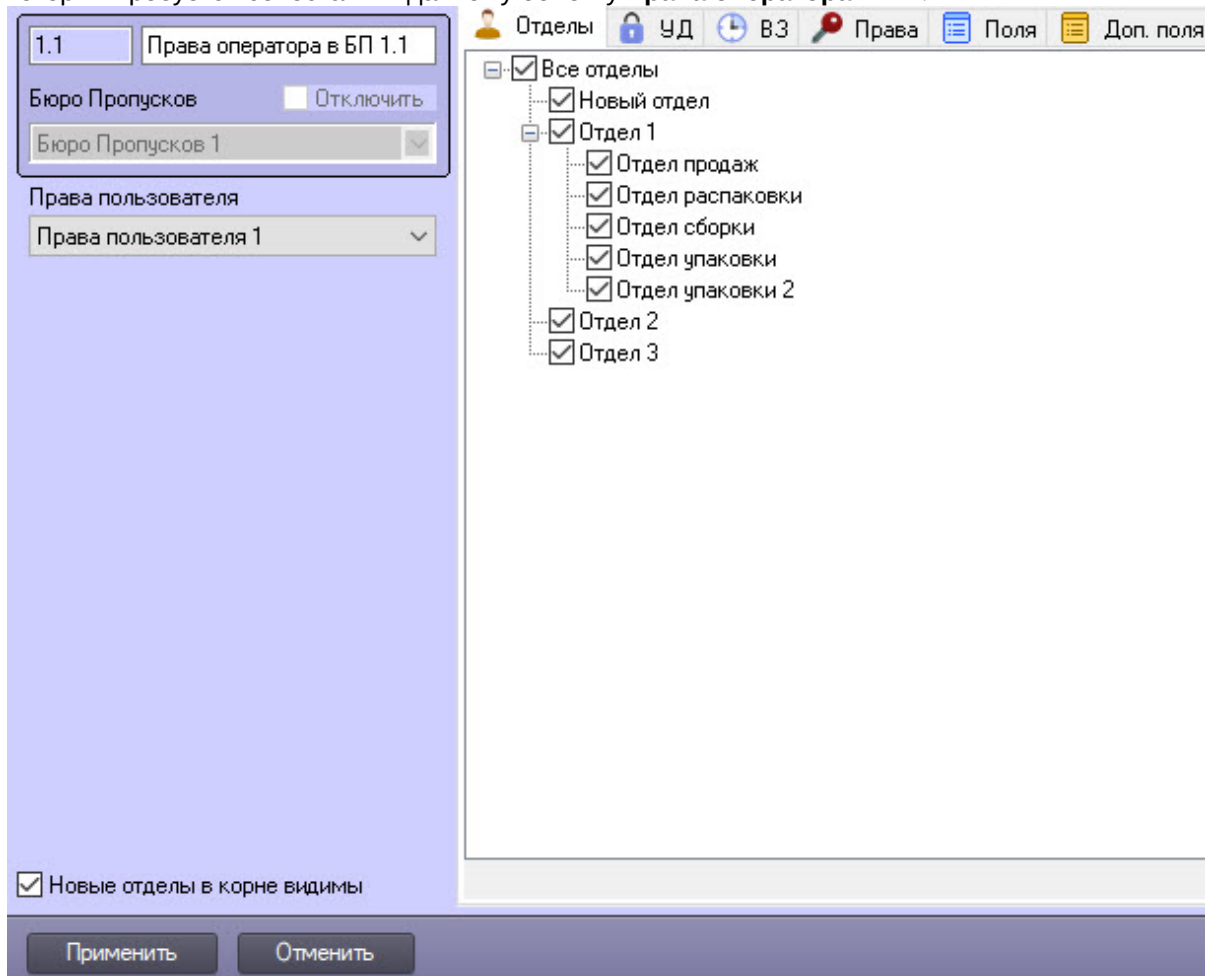 1.1
Права оператора в БП 1.1
Бюро Пропусков
Отключить
Бюро Пропусков 1
Права пользователя
Права пользователя 1
Новые отделы в корне видимы
Отделы
УД
ВЗ
Права
Поля
Доп. поля
Все отделы
Новый отдел
Отдел 1
Отдел продаж
Отдел распаковки
Отдел сборки
Отдел упаковки
Отдел упаковки 2
Отдел 2
Отдел 3
Применить
Отменить